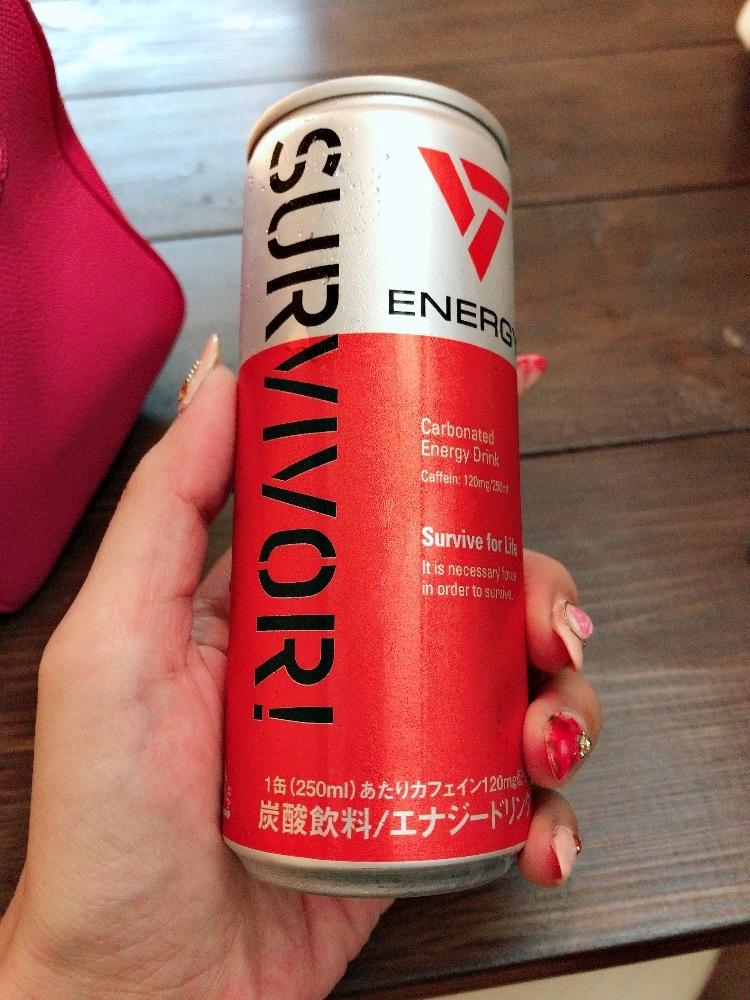 SURVIVOR!
ENERGY
Carbonated
Energy Drink
Caffein: 120mg/250ml
Survive for Life
It is necessary force
in order to survive.
1缶(250ml)あたりカフェイン120mg
炭酸飲料/エナジードリンク